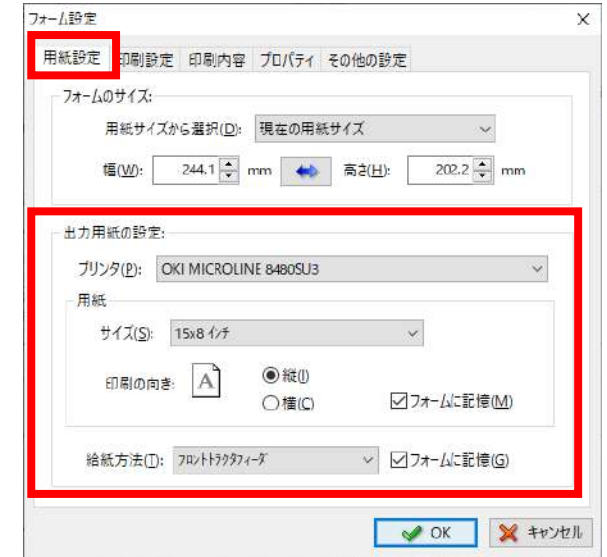 フォーム設定
用紙設定 印刷設定 印刷内容 プロパティ その他の設定
フォームのサイズ:
用紙サイズから選択(D): 現在の用紙サイズ
幅(W): 244.1 mm 高さ(H): 202.2 mm
出力用紙の設定:
プリンタ(P): OKI MICROLINE 8480SU3
用紙
サイズ(S): 15x8 インチ
印刷の向き: A 縦(I)
横(C) フォームに記憶(M)
給紙方法(T): フロントトラクタフィーダ フォームに記憶(G)
OK キャンセル